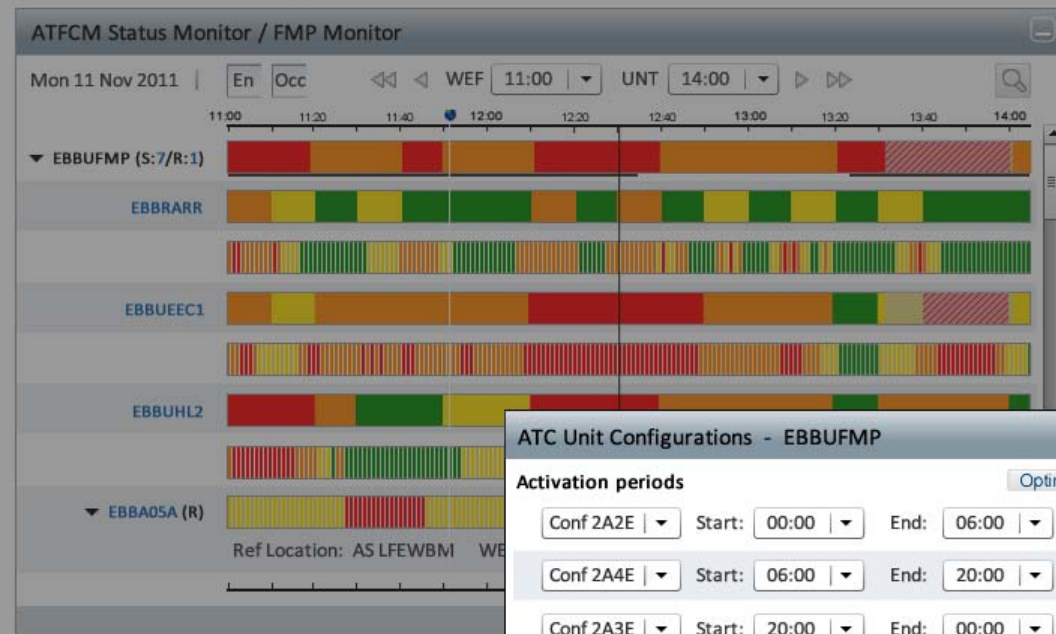 ATFCM Status Monitor / FMP Monitor
Mon 11 Nov 2011 | En Occ WEF 11:00 UNT 14:00
11:00 11:20 11:40 12:00 12:20 12:40 13:00 13:20 13:40 14:00
EBBUFMP (S:7/R:1)
EBBRARR
EBBUEEC1
EBBUHL2
EBBA05A (R)
Ref Location: AS LFEWBM WE
ATC Unit Configurations - EBBUFMP
Activation periods Optim
Conf 2A2E Start: 00:00 End: 06:00
Conf 2A4E Start: 06:00 End: 20:00
Conf 2A3E Start: 20:00 End: 00:00